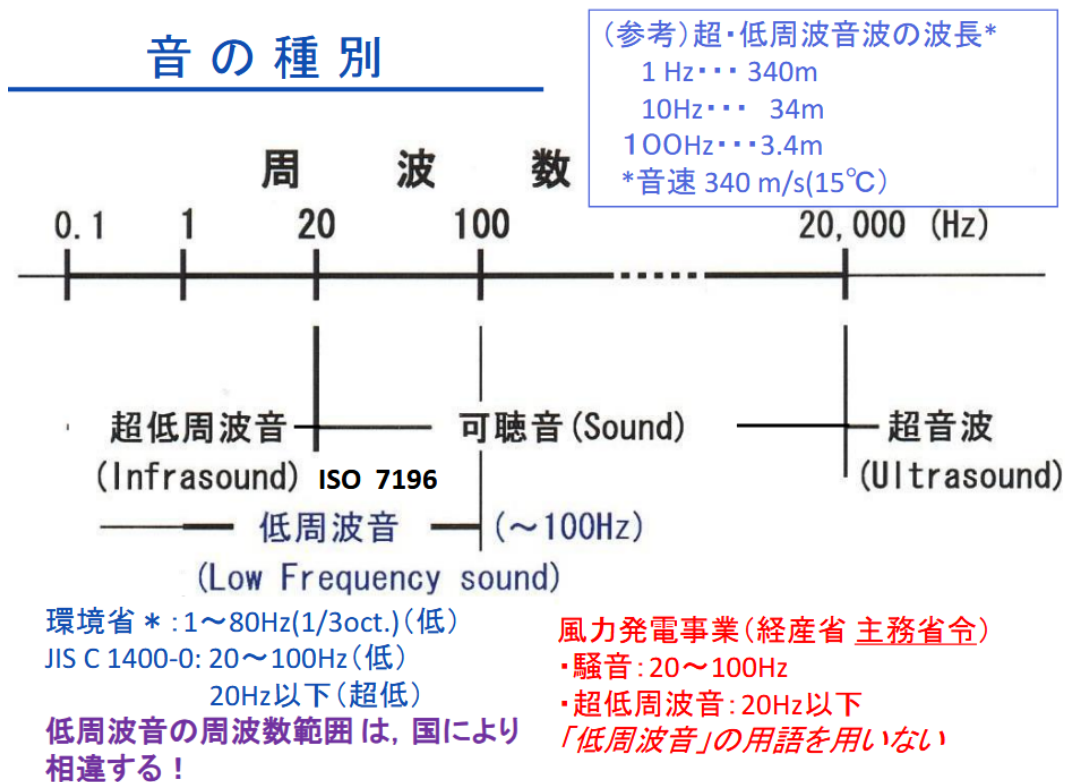 音の種別
(参考)超・低周波音波の波長*
1 Hz・・・ 340m
10Hz・・・ 34m
100Hz・・・3.4m
*音速 340 m/s(15℃)
周 波 数
0.1 1 20 100 20,000 (Hz)
超低周波音 可聴音(Sound) 超音波
(Infrasound) ISO 7196 (Ultrasound)
低周波音 (～100Hz)
(Low Frequency sound)
環境省＊:1～80Hz(1/3oct.)(低)
JIS C 1400-0: 20～100Hz(低)
20Hz以下(超低)
低周波音の周波数範囲は，国により
相違する！
風力発電事業(経産省 主務省令)
・騒音:20～100Hz
・超低周波音:20Hz以下
「低周波音」の用語を用いない